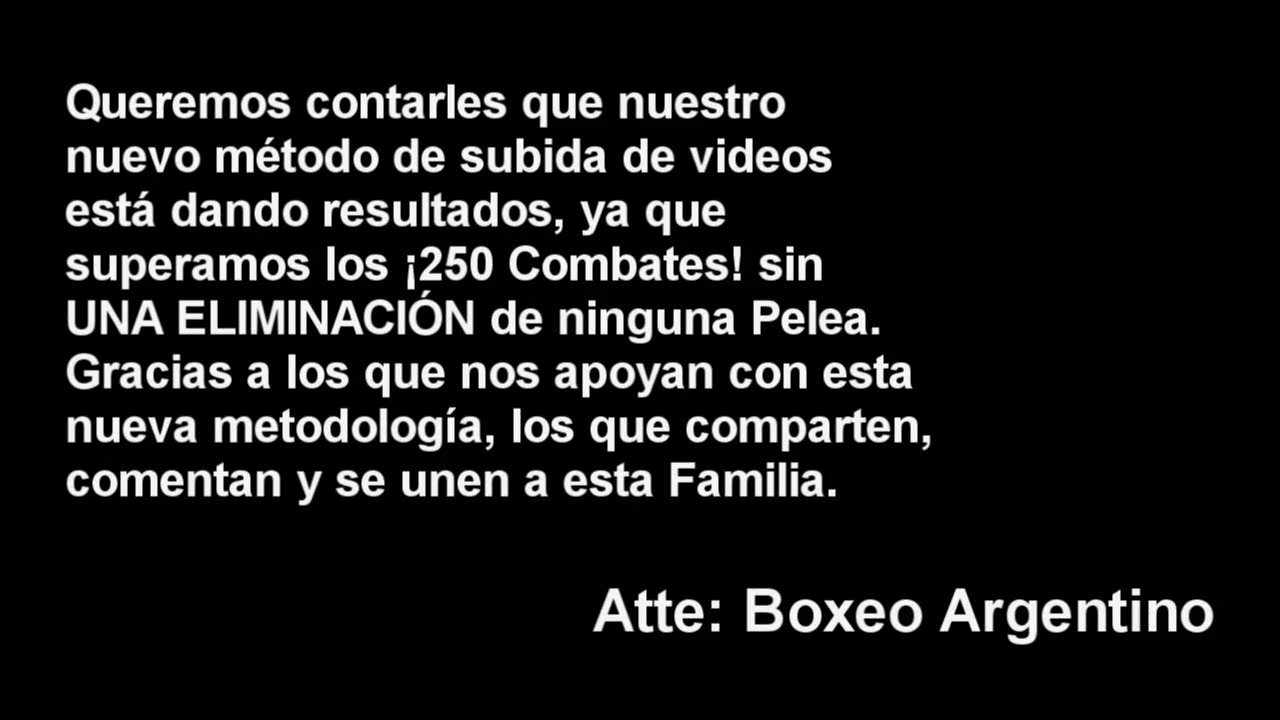 Queremos contarles que nuestro
nuevo método de subida de videos
está dando resultados, ya que
superamos los ¡250 Combates! sin
UNA ELIMINACIÓN de ninguna Pelea.
Gracias a los que nos apoyan con esta
nueva metodología, los que comparten,
comentan y se unen a esta Familia.
Atte: Boxeo Argentino